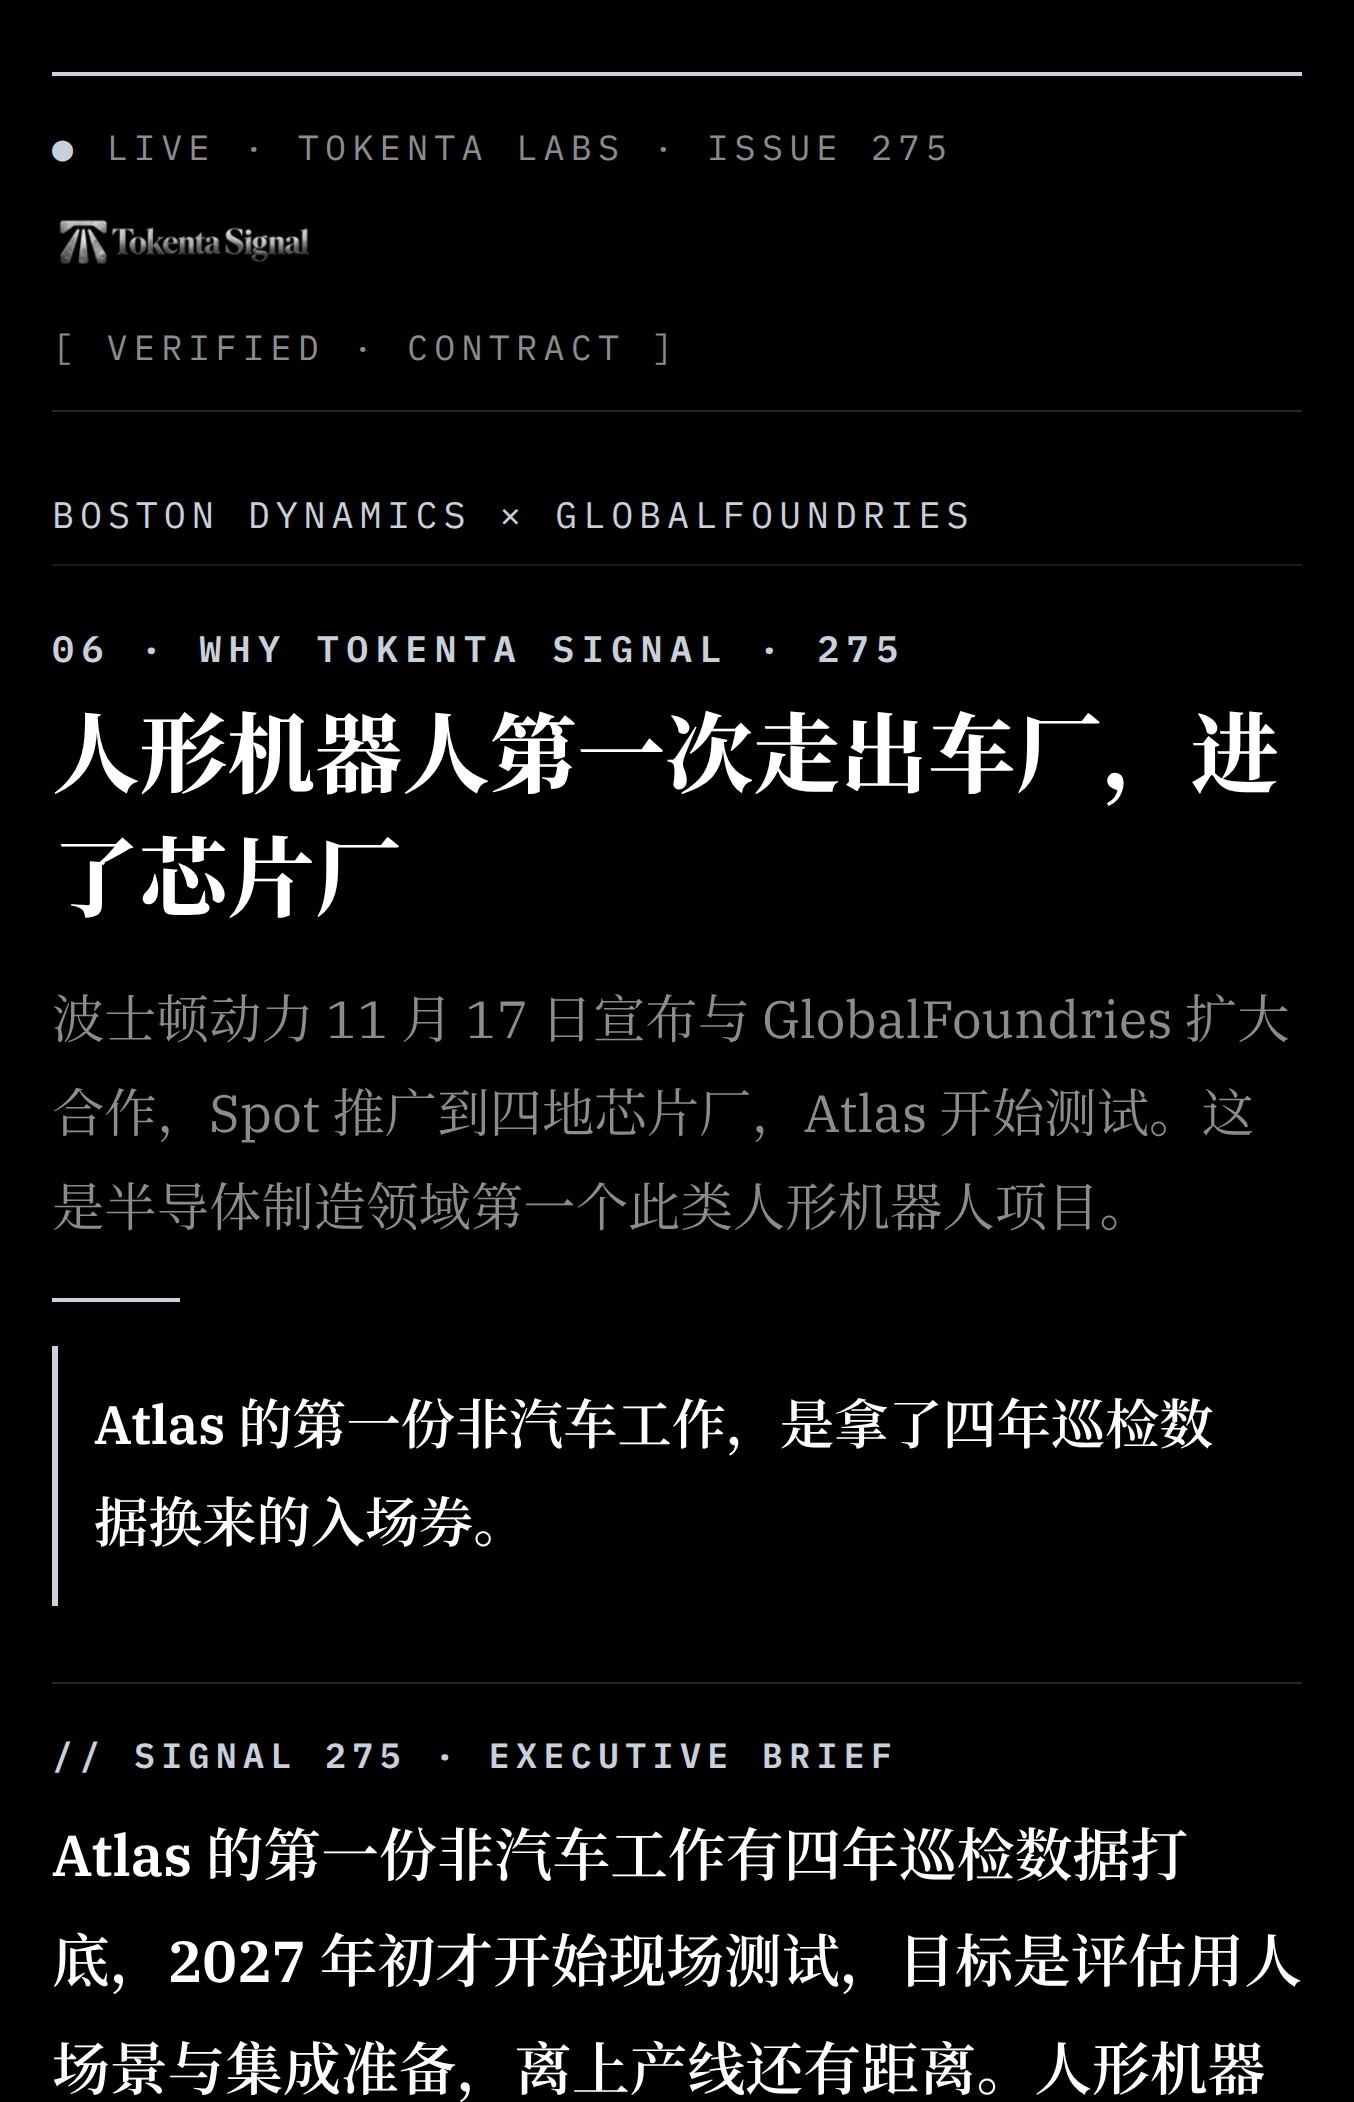 ● LIVE · TOKENTA LABS · ISSUE 275
Tokenta Signal
[ VERIFIED · CONTRACT ]
BOSTON DYNAMICS × GLOBALFOUNDRIES
06 · WHY TOKENTA SIGNAL · 275
人形机器人第一次走出车厂，进
了芯片厂
波士顿动力 11 月 17 日宣布与 GlobalFoundries 扩大
合作，Spot 推广到四地芯片厂，Atlas 开始测试。这
是半导体制造领域第一个此类人形机器人项目。
Atlas 的第一份非汽车工作，是拿了四年巡检数
据换来的入场券。
// SIGNAL 275 · EXECUTIVE BRIEF
Atlas 的第一份非汽车工作有四年巡检数据打
底，2027 年初才开始现场测试，目标是评估用人
场景与集成准备，离上产线还有距离。人形机器